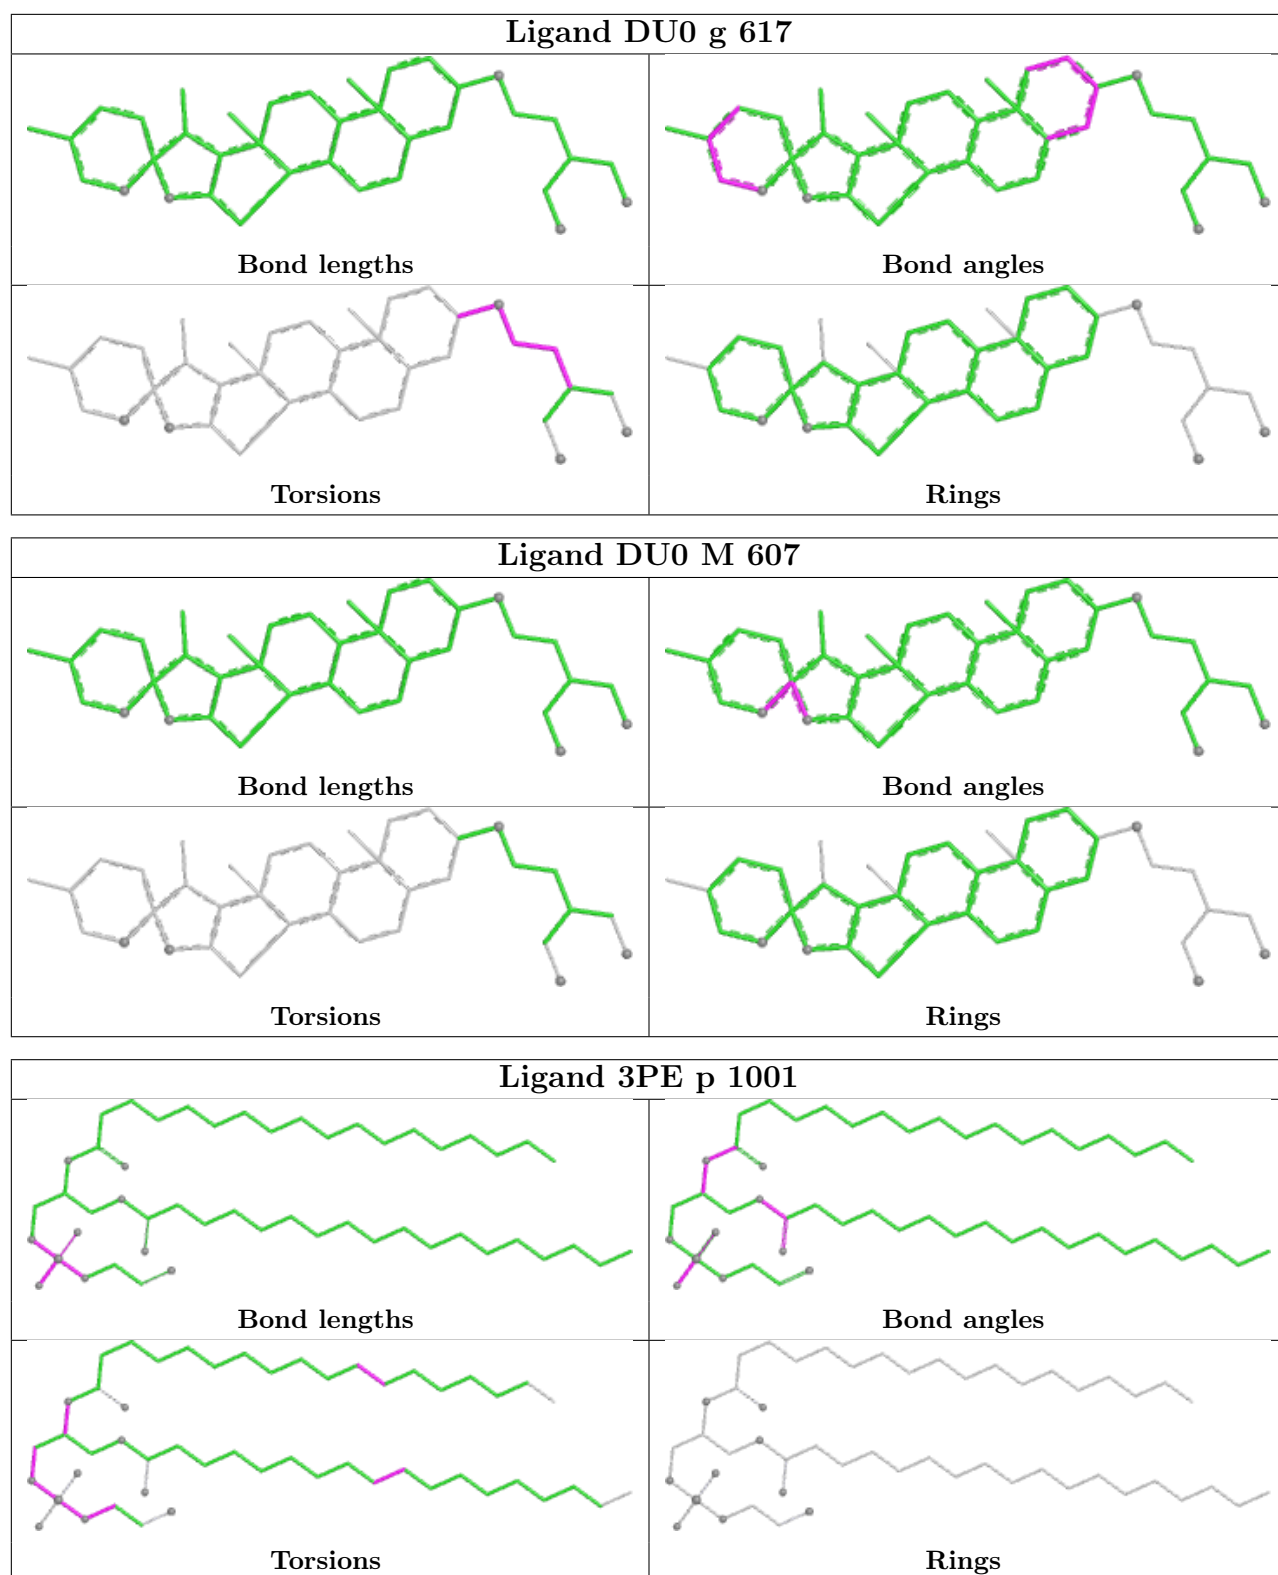 Ligand DU0 g 617
Bond lengths
Bond angles
Torsions
Rings
Ligand DU0 M 607
Bond lengths
Bond angles
Torsions
Rings
Ligand 3PE p 1001
Bond lengths
Bond angles
Torsions
Rings